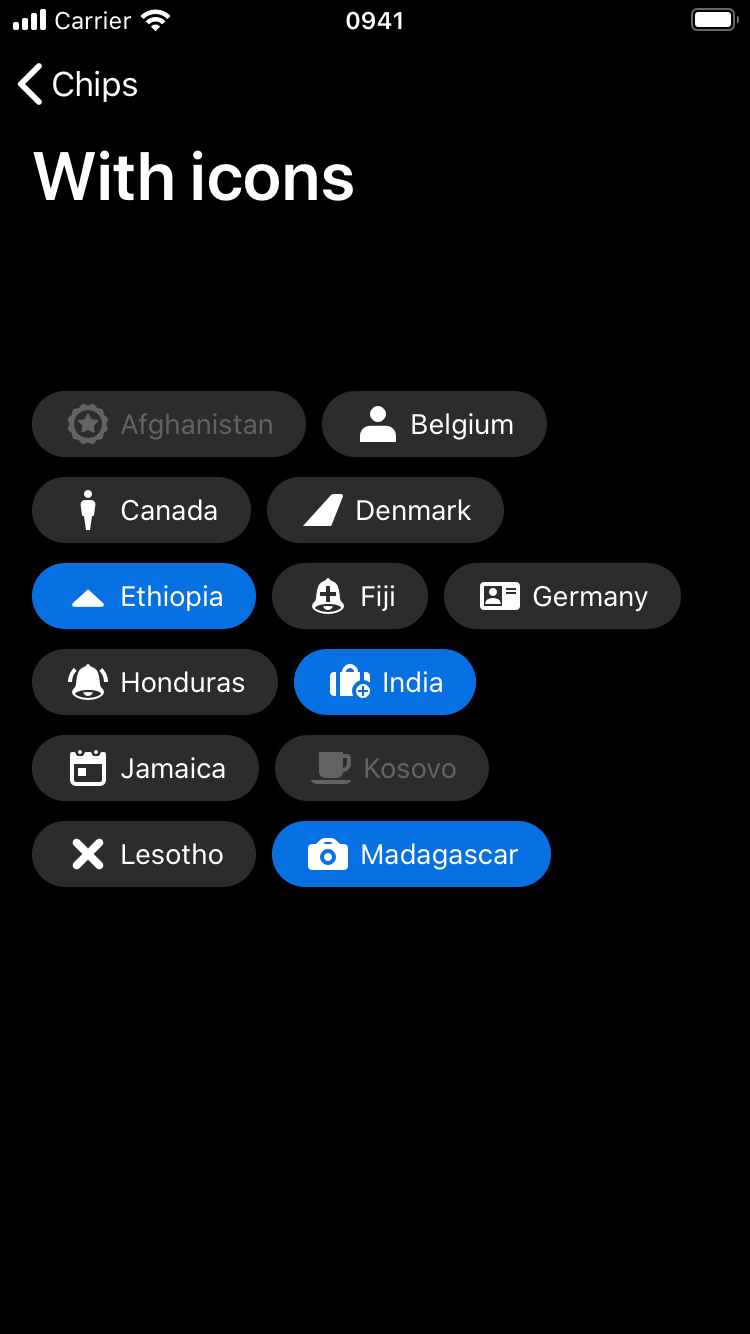 Carrier 0941
Chips
With icons
Afghanistan Belgium
Canada Denmark
Ethiopia Fiji Germany
Honduras India
Jamaica Kosovo
Lesotho Madagascar